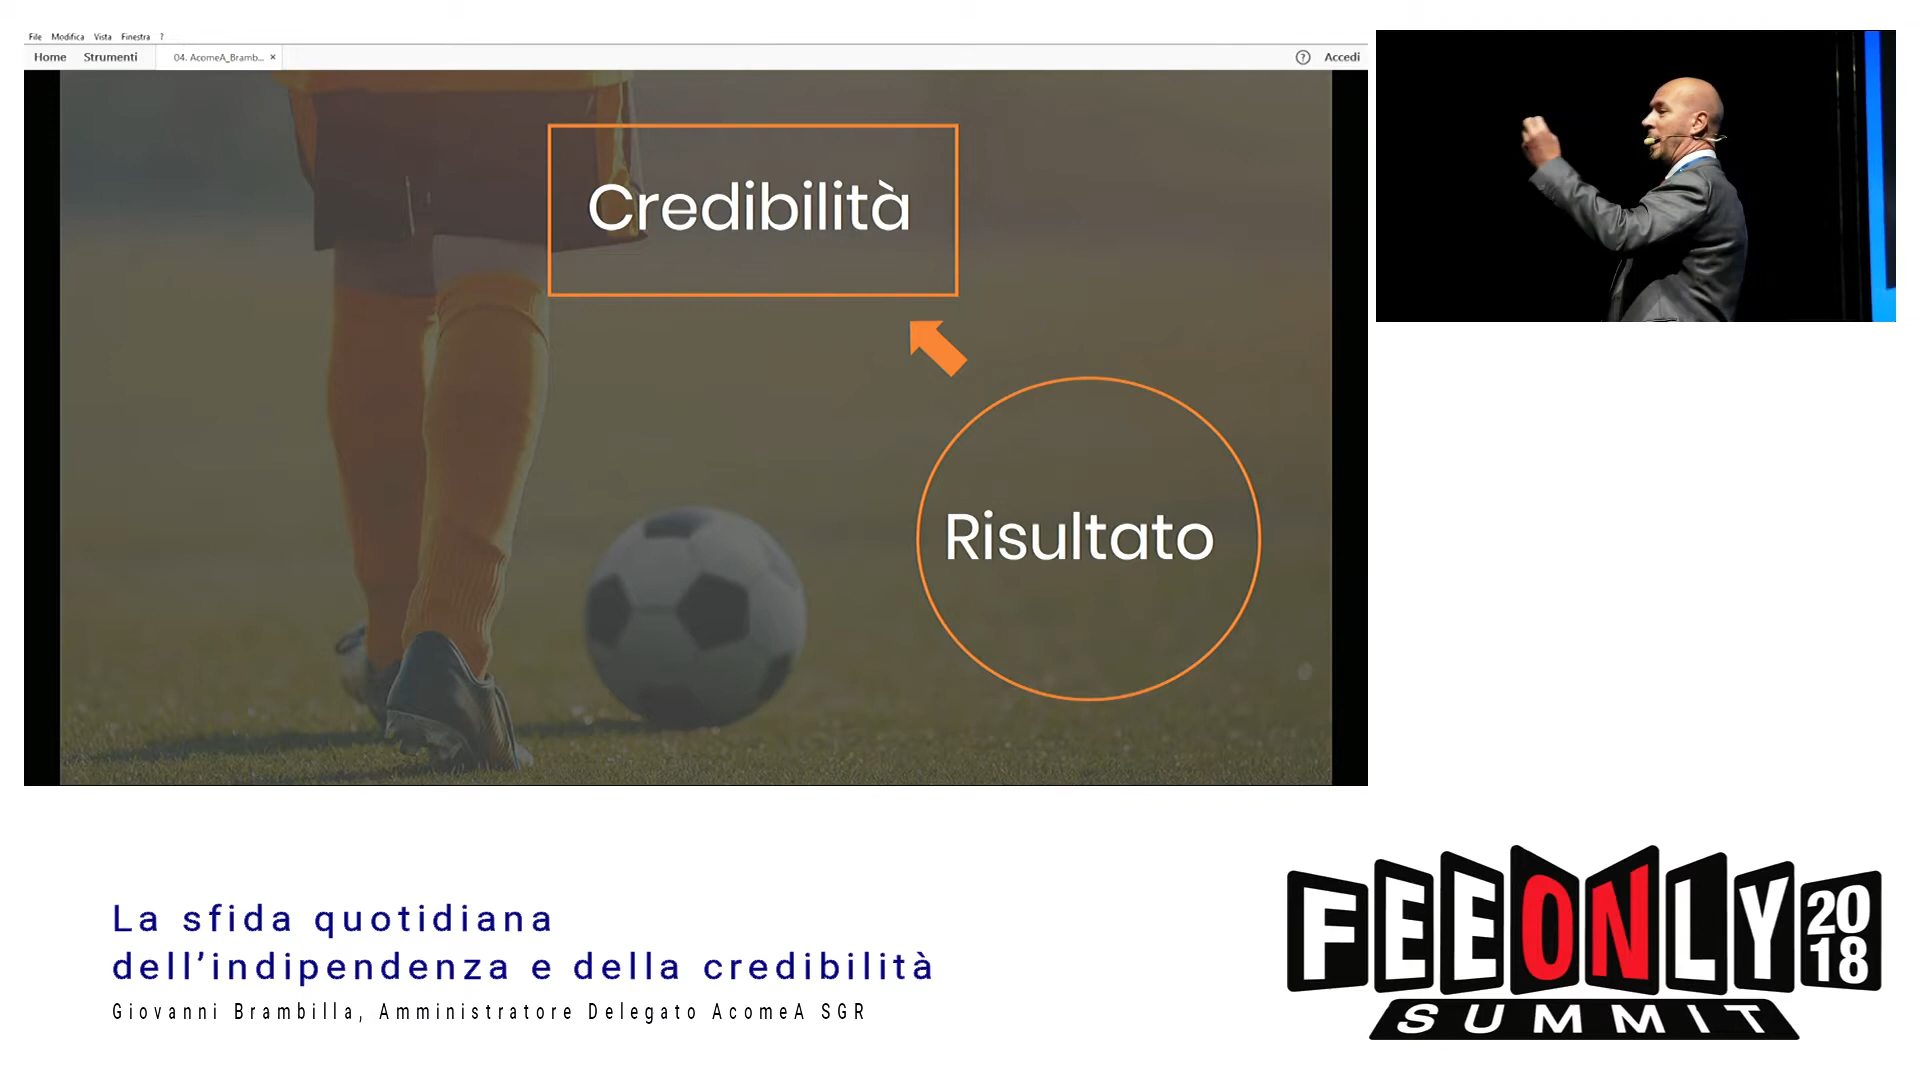 File Modifica Vista Finestra ?
Home Strumenti 04. AcomeA_Bramb... × ? Accedi
Credibilità
Risultato
La sfida quotidiana
dell’indipendenza e della credibilità
Giovanni Brambilla, Amministratore Delegato AcomeA SGR
FEEONLY 2018
SUMMIT